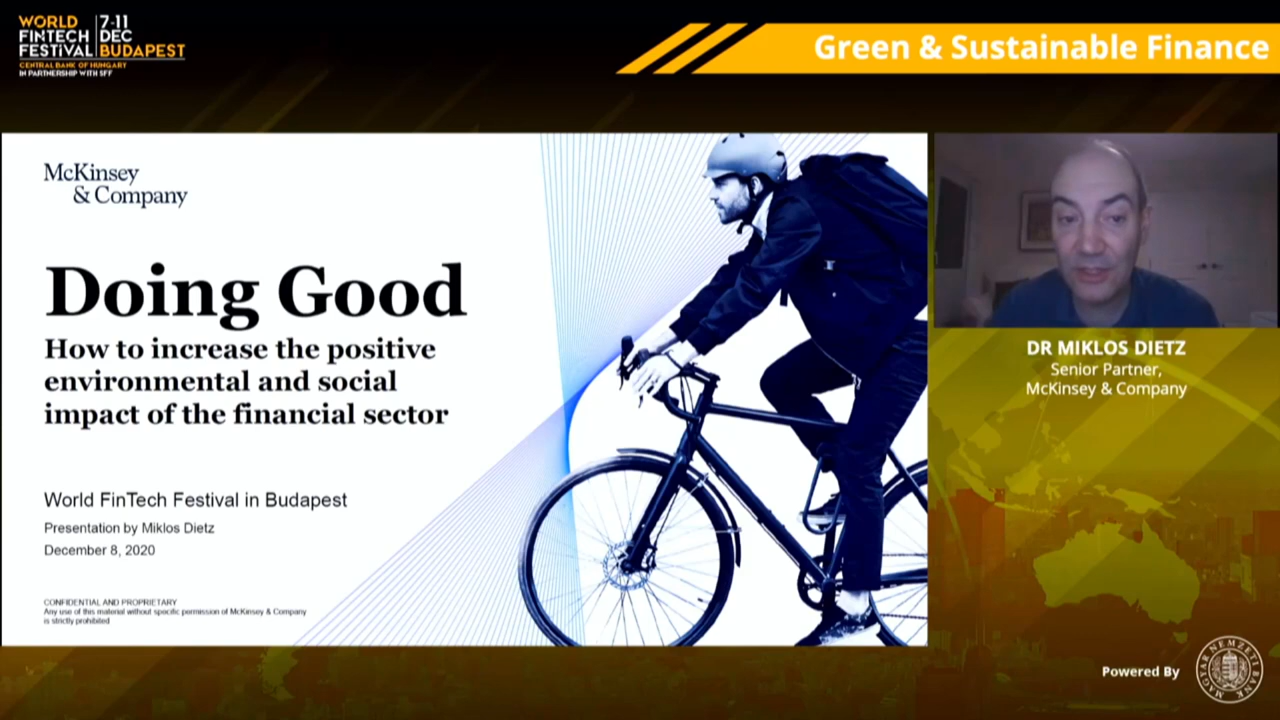 WORLD
FINTECH
FESTIVAL
7-11
DEC
BUDAPEST
CENTRAL BANK OF HUNGARY
IN PARTNERSHIP WITH SFF
Green & Sustainable Finance
McKinsey
& Company
Doing Good
How to increase the positive
environmental and social
impact of the financial sector
World FinTech Festival in Budapest
Presentation by Miklos Dietz
December 8, 2020
CONFIDENTIAL AND PROPRIETARY
Any use of this material without specific permission of McKinsey & Company
is strictly prohibited
DR MIKLOS DIETZ
Senior Partner,
McKinsey & Company
Powered By
MAGYAR NEMZETI BANK